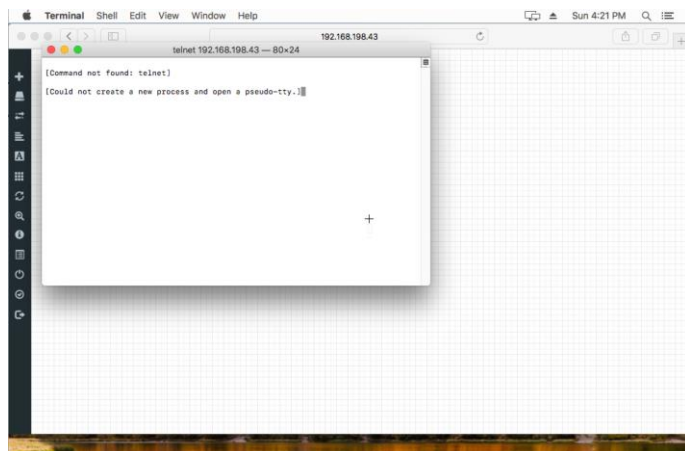 Terminal Shell Edit View Window Help Sun 4:21 PM
192.168.198.43
telnet 192.168.198.43 — 80×24
[Command not found: telnet]
[Could not create a new process and open a pseudo-tty.]